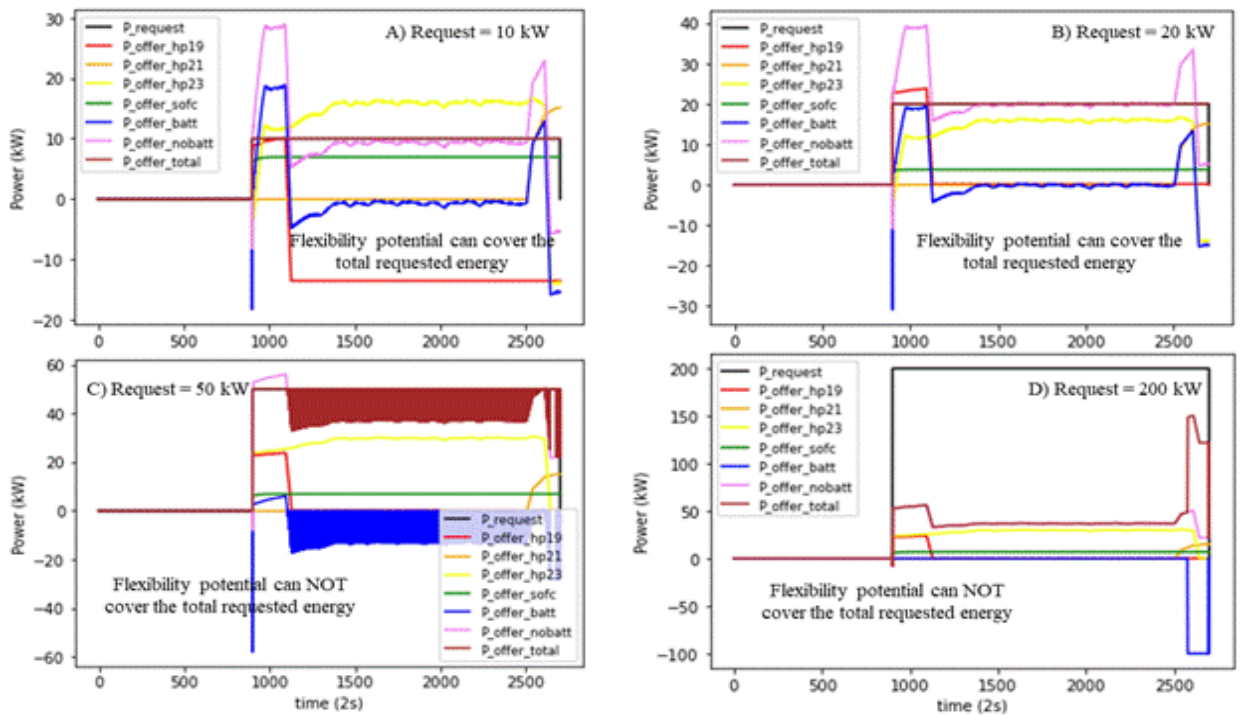 A) Request = 10 kW
30
20
10
0
−10
−20
Power (kW)
P_request
P_offer_hp19
P_offer_hp21
P_offer_hp23
P_offer_sofc
P_offer_batt
P_offer_nobatt
P_offer_total
Flexibility potential can cover the
total requested energy
0 500 1000 1500 2000 2500
B) Request = 20 kW
40
30
20
10
0
−10
−20
−30
Power (kW)
P_request
P_offer_hp19
P_offer_hp21
P_offer_hp23
P_offer_sofc
P_offer_batt
P_offer_nobatt
P_offer_total
Flexibility potential can cover the
total requested energy
0 500 1000 1500 2000 2500
C) Request = 50 kW
60
40
20
0
−20
−40
−60
Power (kW)
P_request
P_offer_hp19
P_offer_hp21
P_offer_hp23
P_offer_sofc
P_offer_batt
P_offer_nobatt
P_offer_total
Flexibility potential can NOT
cover the total requested energy
0 500 1000 1500 2000 2500
time (2s)
D) Request = 200 kW
200
150
100
50
0
−50
−100
Power (kW)
P_request
P_offer_hp19
P_offer_hp21
P_offer_hp23
P_offer_sofc
P_offer_batt
P_offer_nobatt
P_offer_total
Flexibility potential can NOT
cover the total requested energy
0 500 1000 1500 2000 2500
time (2s)